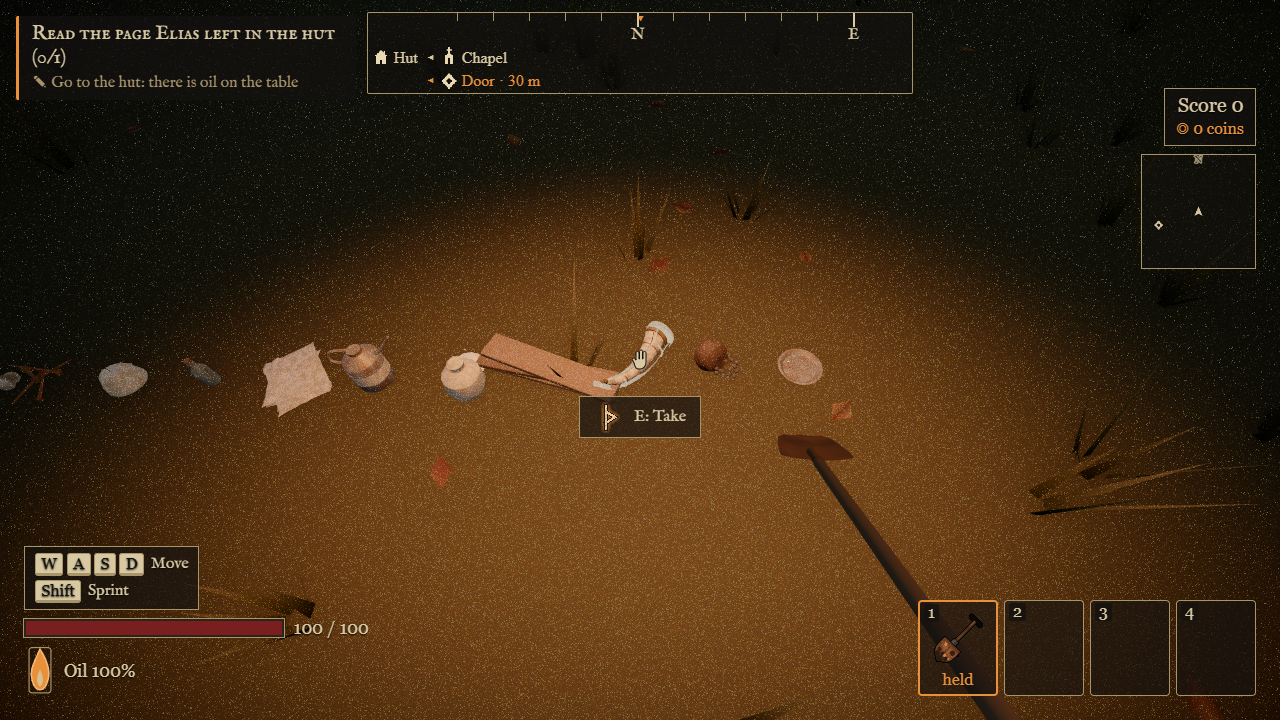 Read the page Elias left in the hut
(0/1)
Go to the hut: there is oil on the table
N
E
Hut
Chapel
Door · 30 m
Score 0
0 coins
N
E: Take
W A S D Move
Shift Sprint
100 / 100
Oil 100%
1
held
2
3
4